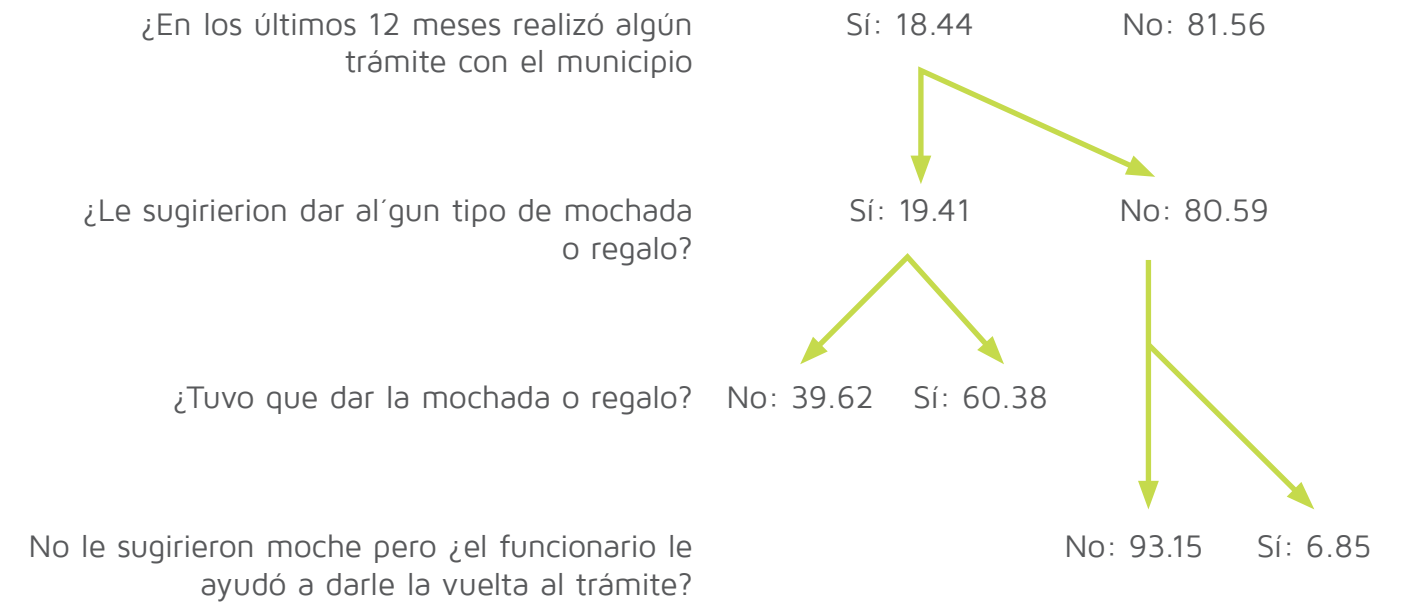 ¿En los últimos 12 meses realizó algún
trámite con el municipio
Sí: 18.44
No: 81.56
¿Le sugirierion dar al´gun tipo de mochada
o regalo?
Sí: 19.41
No: 80.59
¿Tuvo que dar la mochada o regalo?
No: 39.62
Sí: 60.38
No le sugirieron moche pero ¿el funcionario le
ayudó a darle la vuelta al trámite?
No: 93.15
Sí: 6.85